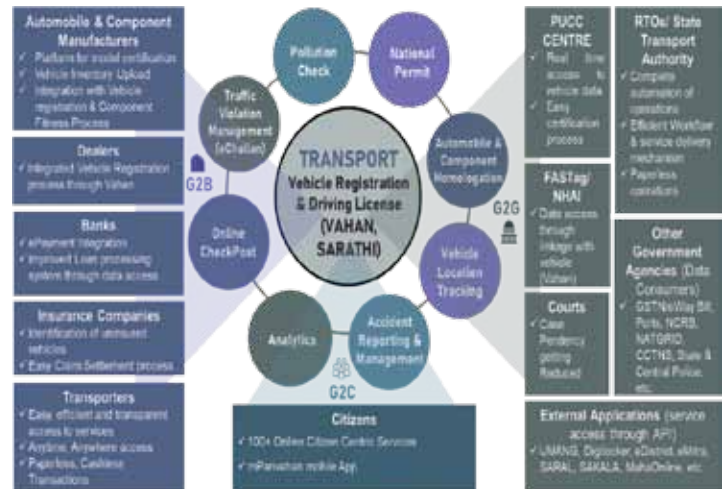 Automobile & Component
Manufacturers
✓ Platform for model certification
✓ Vehicle Inventory Upload
✓ Integration with Vehicle
registration & Component
Fitness Process
Dealers
✓ Integrated Vehicle Registration
process through Vahan
Banks
✓ ePayment Integration
✓ Improved Loan processing
system through data access
Insurance Companies
✓ Identification of uninsured
vehicles
✓ Easy Claim Settlement process
Transporters
✓ Easy, efficient and transparent
access to services
✓ Anytime, Anywhere access
✓ Paperless, Cashless
Transactions
G2B
Pollution
Check
National
Permit
Traffic
Violation
Management
(eChallan)
Automobile &
Component
Homologation
TRANSPORT
Vehicle Registration
& Driving License
(VAHAN,
SARATHI)
Online
CheckPost
Vehicle
Location
Tracking
Analytics
Accident
Reporting &
Management
G2G
G2C
Citizens
✓ 100+ Online Citizen Centric Services
✓ mParivahan mobile App
PUCC
CENTRE
✓ Real time
access to
vehicle data
✓ Easy
certification
process
FASTag/
NHAI
✓ Data access
through
linkage with
vehicle
(Vahan)
Courts
✓ Case
Pendency
getting
Reduced
RTOs/ State
Transport
Authority
✓ Complete
automation of
operations
✓ Efficient Workflow
& service delivery
mechanism
✓ Paperless
operations
Other
Government
Agencies (Data
Consumers)
✓ GSTN/eWay Bill,
Ports, NCRB,
NATGRID,
CCTNS, State &
Central Police,
etc.
External Applications (service
access through API)
✓ UMANG, Digilocker, eDistrict, eMitra,
SARAL, SAKALA, MahaOnline, etc.